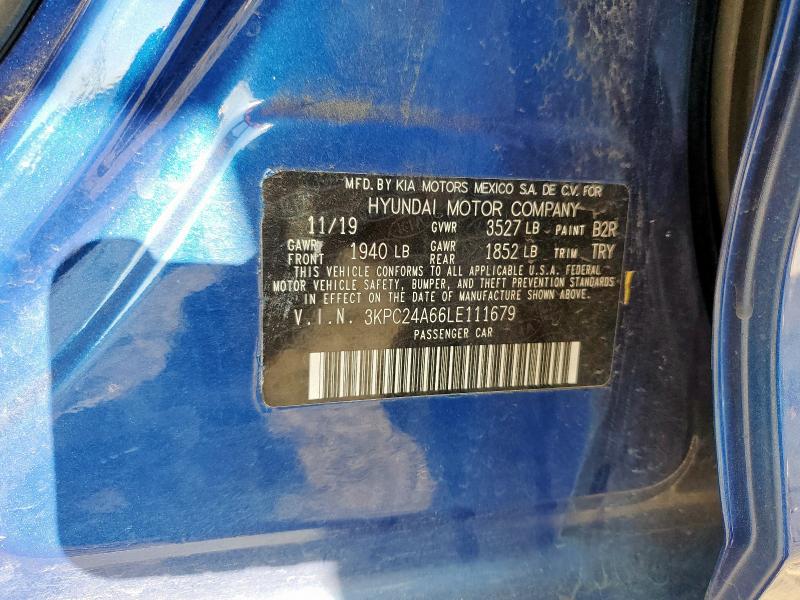 MFD. BY KIA MOTORS MEXICO S.A. DE C.V. FOR
HYUNDAI MOTOR COMPANY
11/19 GVWR 3527 LB PAINT B2R
GAWR FRONT 1940 LB GAWR REAR 1852 LB TRIM TRY
THIS VEHICLE CONFORMS TO ALL APPLICABLE U.S.A. FEDERAL
MOTOR VEHICLE SAFETY, BUMPER, AND THEFT PREVENTION STANDARDS
IN EFFECT ON THE DATE OF MANUFACTURE SHOWN ABOVE.
V.I.N. 3KPC24A66LE111679
PASSENGER CAR